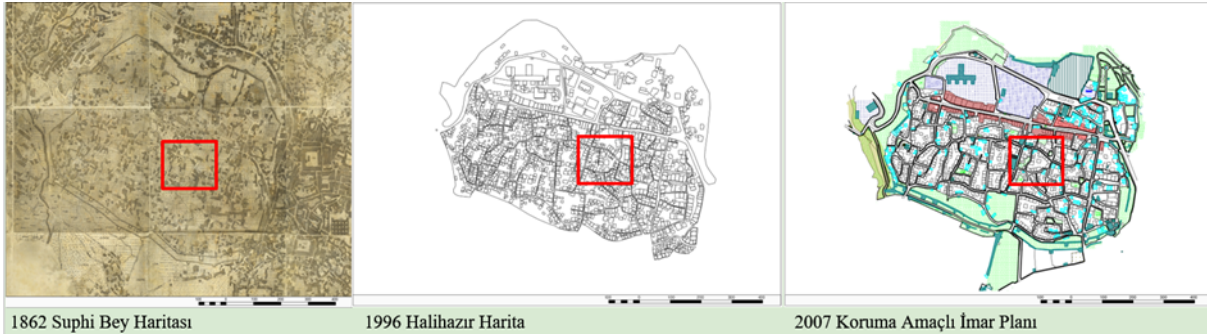 1862 Suphi Bey Haritası
1996 Halihazır Harita
2007 Koruma Amaçlı İmar Planı